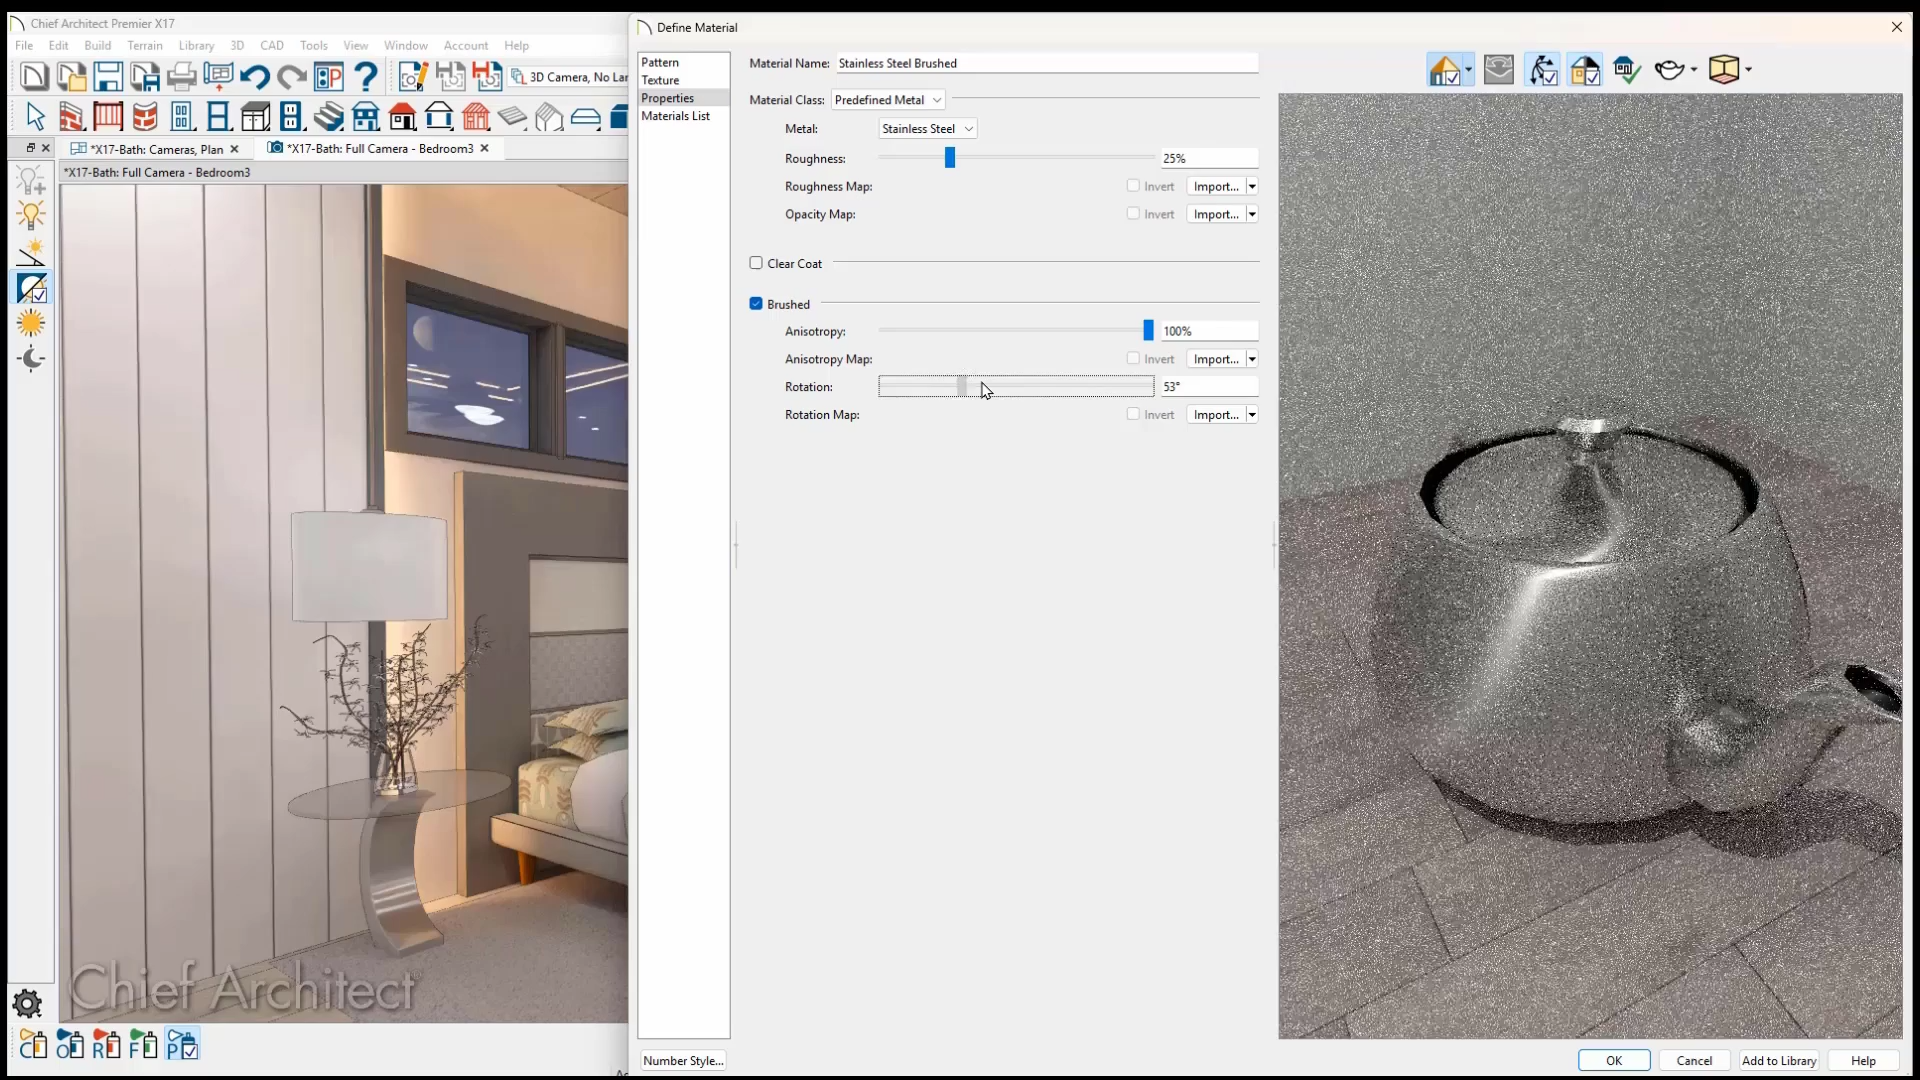 Chief Architect Premier X17
File Edit Build Terrain Library 3D CAD Tools View Window Account Help
3D Camera, No
*X17-Bath: Cameras, Plan
*X17-Bath: Full Camera - Bedroom3
*X17-Bath: Full Camera - Bedroom3
Chief Architect
Define Material
Pattern
Texture
Properties
Materials List
Material Name: Stainless Steel Brushed
Material Class: Predefined Metal
Metal: Stainless Steel
Roughness: 25%
Roughness Map: Invert Import...
Opacity Map: Invert Import...
Clear Coat
Brushed
Anisotropy: 100%
Anisotropy Map: Invert Import...
Rotation: 53°
Rotation Map: Invert Import...
Number Style...
OK Cancel Add to Library Help